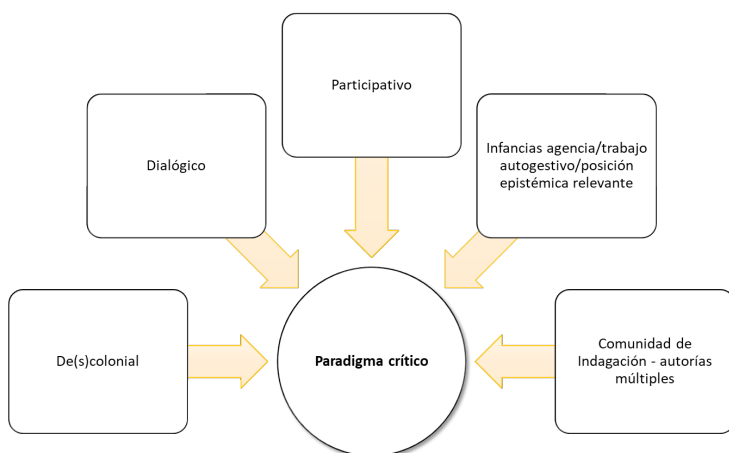 Participativo
Dialógico
Infancias agencia/trabajo
autogestivo/posición
epistémica relevante
De(s)colonial
Paradigma crítico
Comunidad de
Indagación - autorías
múltiples